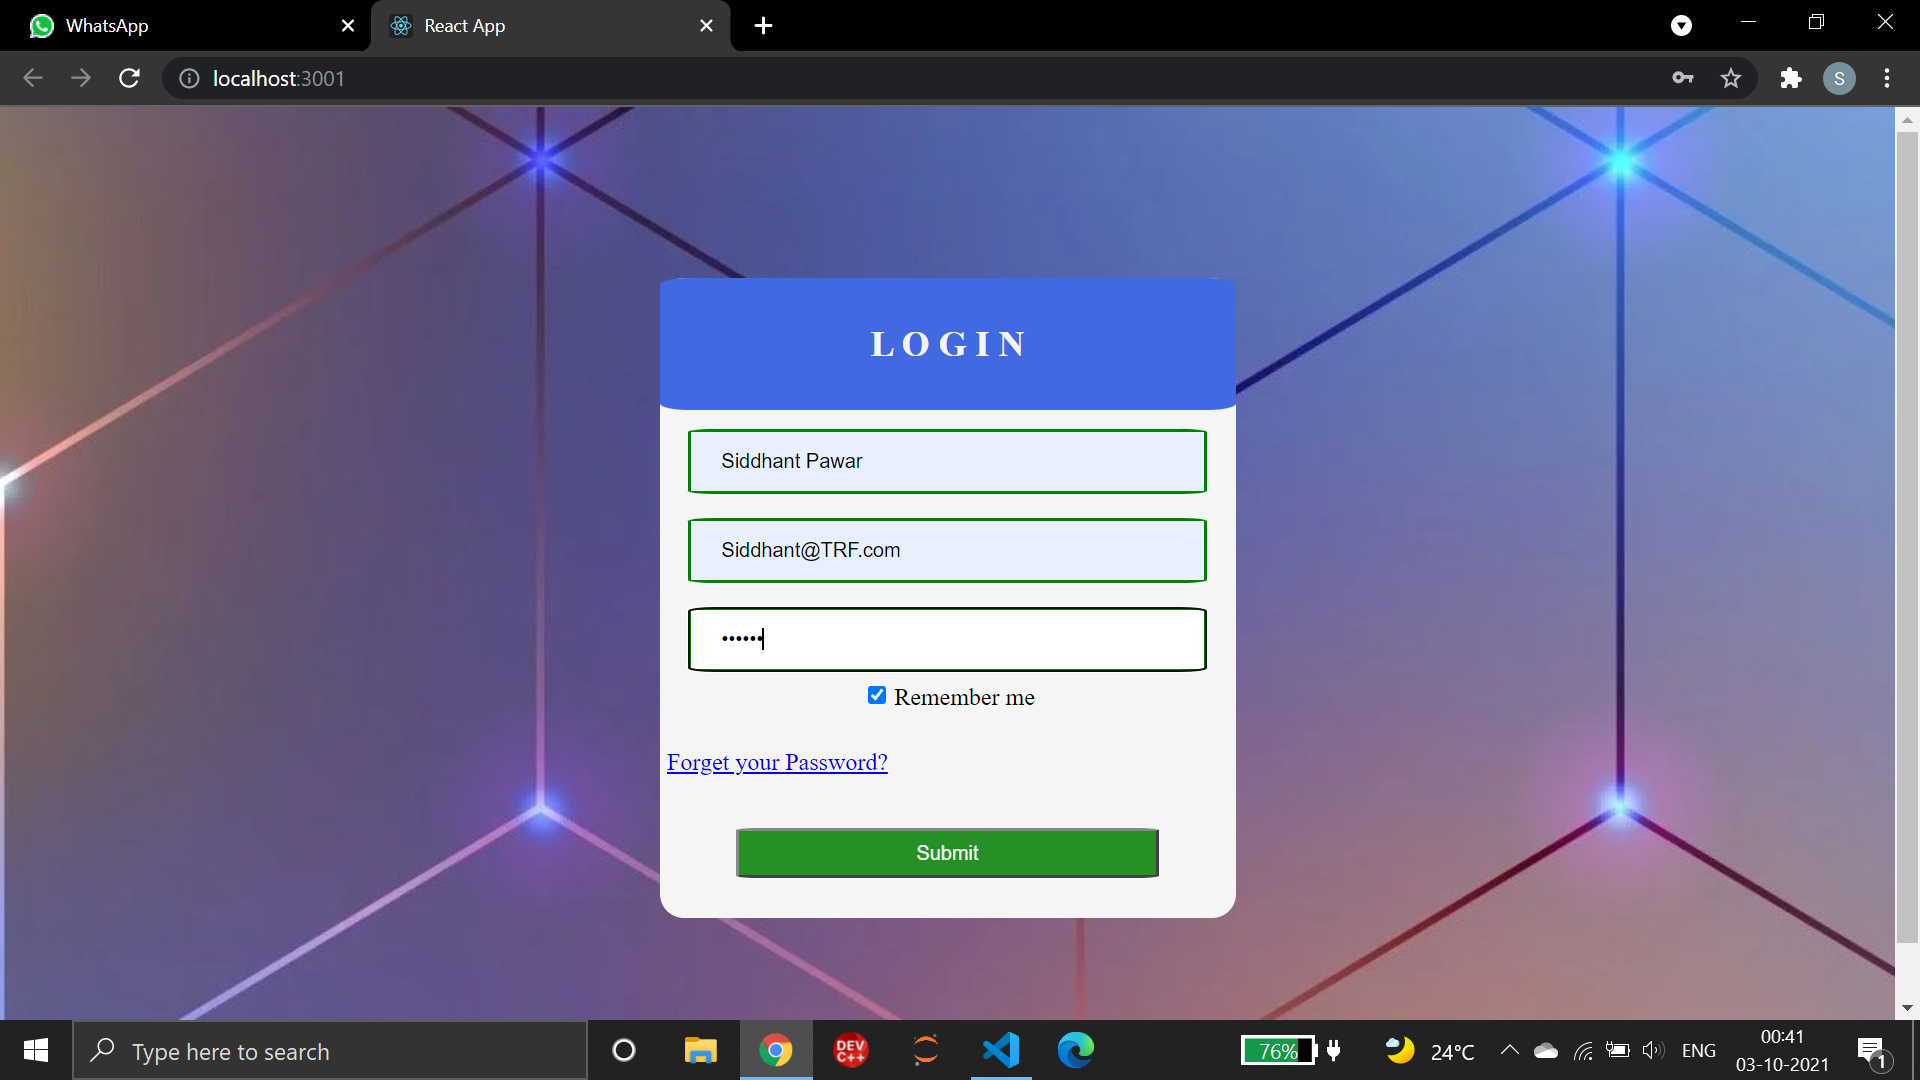 WhatsApp
React App
localhost:3001
S
LOGIN
Siddhant Pawar
Siddhant@TRF.com
••••••
Remember me
Forget your Password?
Submit
Type here to search
DEV
C++
76%
24°C
ENG
00:41
03-10-2021
1